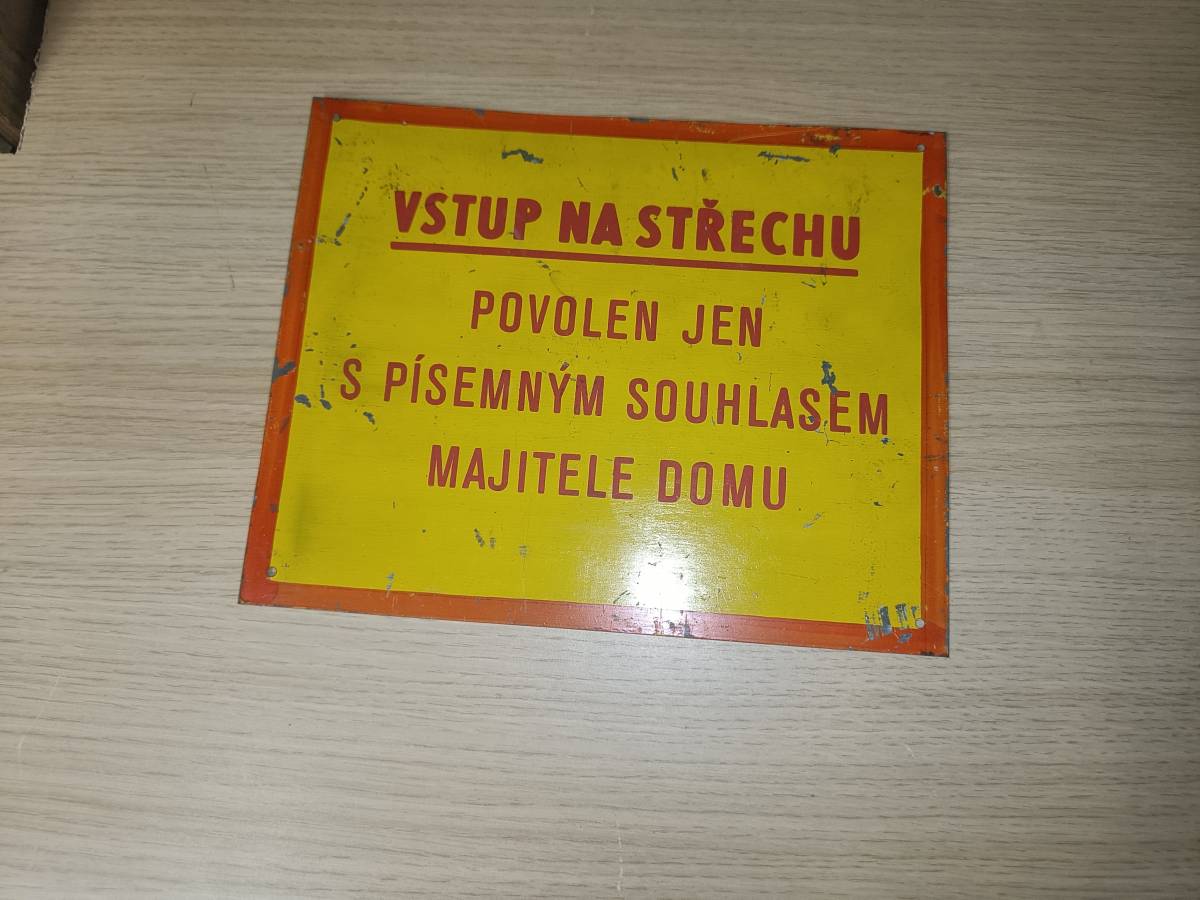 VSTUP NA STŘECHU
POVOLEN JEN
S PÍSEMNÝM SOUHLASEM
MAJITELE DOMU